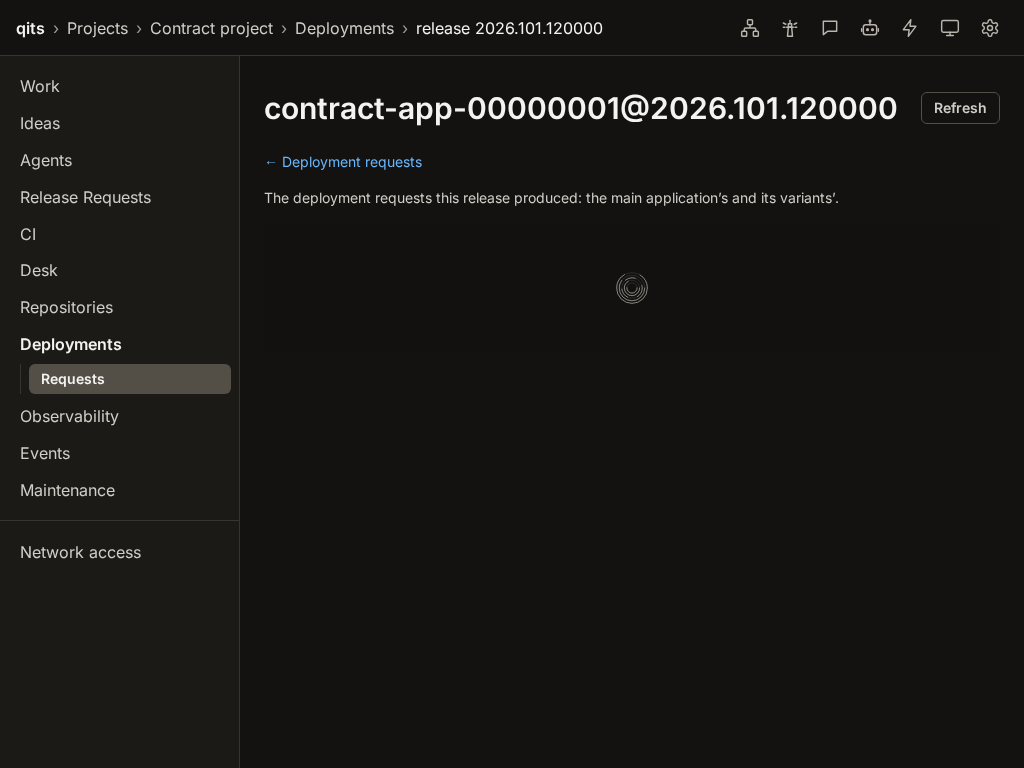 qits › Projects › Contract project › Deployments › release 2026.101.120000
Work
Ideas
Agents
Release Requests
CI
Desk
Repositories
Deployments
Requests
Observability
Events
Maintenance
Network access
contract-app-00000001@2026.101.120000
Refresh
← Deployment requests
The deployment requests this release produced: the main application’s and its variants’.